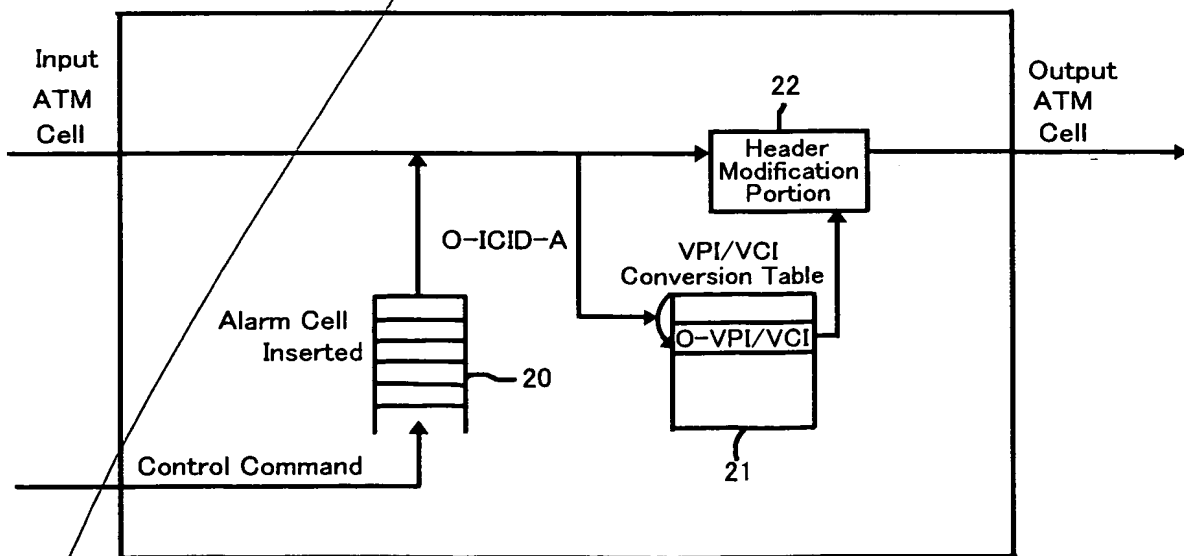 Input
ATM
Cell
Output
ATM
Cell
22
Header
Modification
Portion
O-ICID-A
VPI/VCI
Conversion Table
O-VPI/VCI
Alarm Cell
Inserted
20
21
Control Command